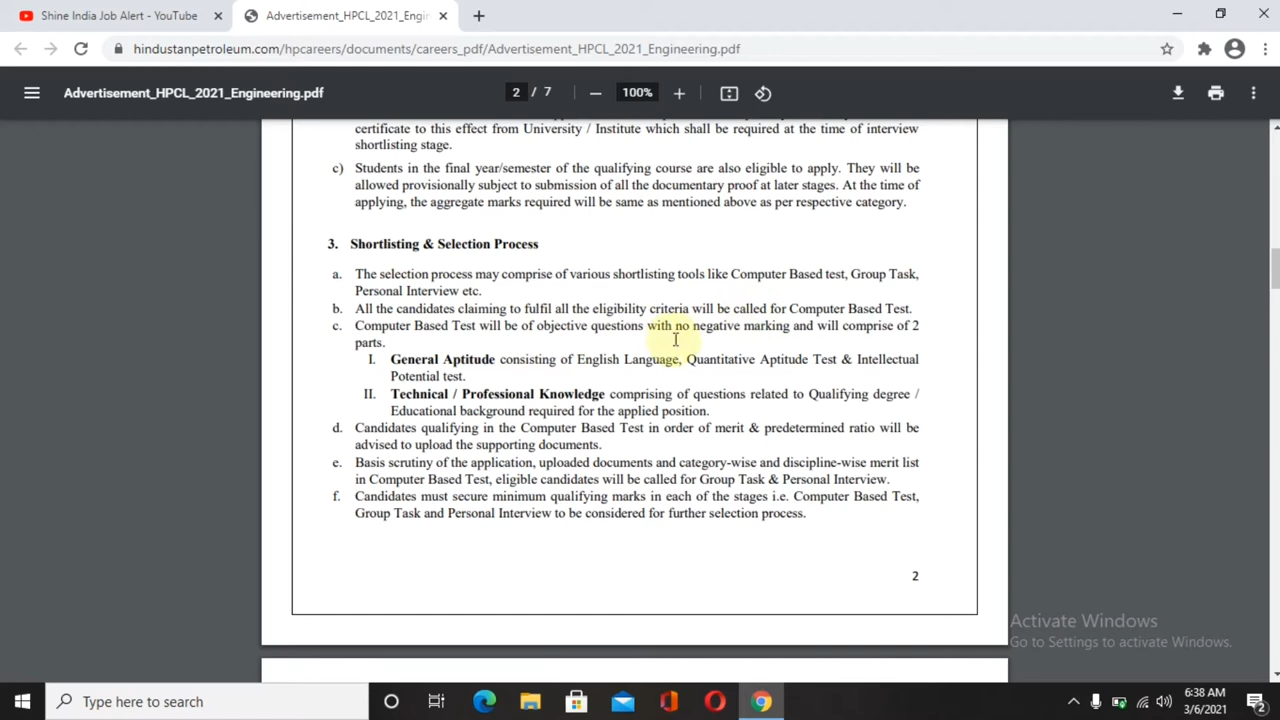 Shine India Job Alert - YouTube
Advertisement_HPCL_2021_Engine
hindustanpetroleum.com/hpcareers/documents/careers_pdf/Advertisement_HPCL_2021_Engineering.pdf
Advertisement_HPCL_2021_Engineering.pdf
2 / 7
100%
certificate to this effect from University / Institute which shall be required at the time of interview
shortlisting stage.
c) Students in the final year/semester of the qualifying course are also eligible to apply. They will be
allowed provisionally subject to submission of all the documentary proof at later stages. At the time of
applying, the aggregate marks required will be same as mentioned above as per respective category.
3. Shortlisting & Selection Process
a. The selection process may comprise of various shortlisting tools like Computer Based test, Group Task,
Personal Interview etc.
b. All the candidates claiming to fulfil all the eligibility criteria will be called for Computer Based Test.
c. Computer Based Test will be of objective questions with no negative marking and will comprise of 2
parts.
I. General Aptitude consisting of English Language, Quantitative Aptitude Test & Intellectual
Potential test.
II. Technical / Professional Knowledge comprising of questions related to Qualifying degree /
Educational background required for the applied position.
d. Candidates qualifying in the Computer Based Test in order of merit & predetermined ratio will be
advised to upload the supporting documents.
e. Basis scrutiny of the application, uploaded documents and category-wise and discipline-wise merit list
in Computer Based Test, eligible candidates will be called for Group Task & Personal Interview.
f. Candidates must secure minimum qualifying marks in each of the stages i.e. Computer Based Test,
Group Task and Personal Interview to be considered for further selection process.
2
Activate Windows
Go to Settings to activate Windows.
Type here to search
6:38 AM
3/6/2021
2